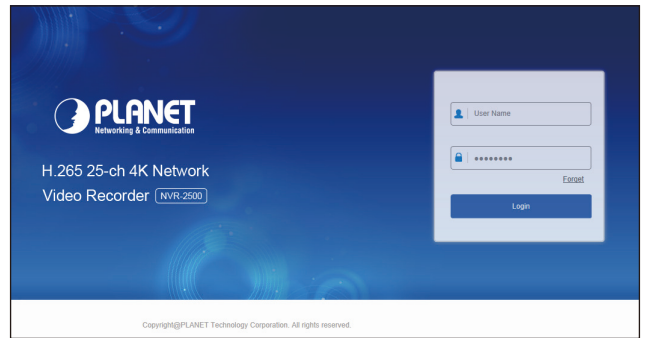 PLANET
Networking & Communication
H.265 25-ch 4K Network
Video Recorder NVR-2500
User Name
••••••••
Forget
Login
Copyright@PLANET Technology Corporation. All rights reserved.